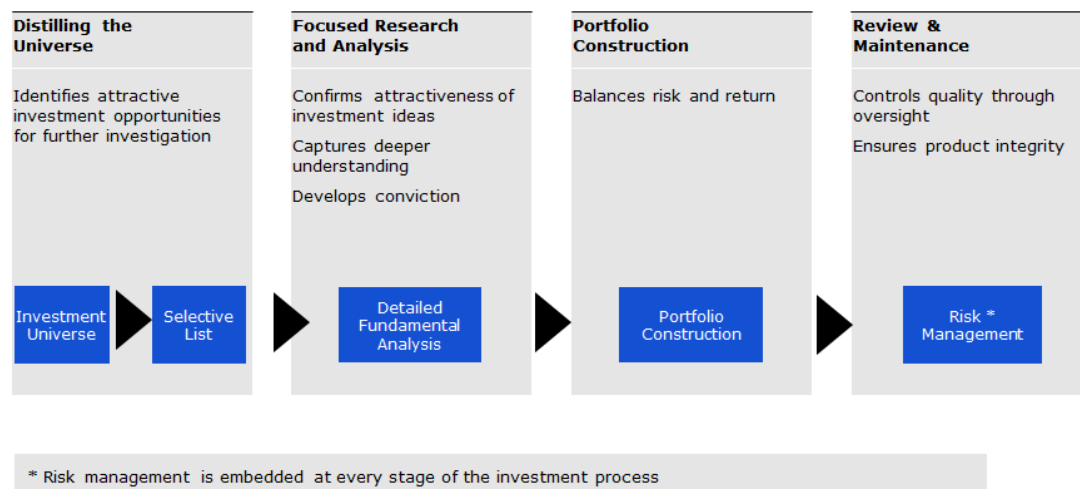 Distilling the
Universe
Identifies attractive
investment opportunities
for further investigation
Investment
Universe
Selective
List
Focused Research
and Analysis
Confirms attractiveness of
investment ideas
Captures deeper
understanding
Develops conviction
Detailed
Fundamental
Analysis
Portfolio
Construction
Balances risk and return
Portfolio
Construction
Review &
Maintenance
Controls quality through
oversight
Ensures product integrity
Risk *
Management
* Risk management is embedded at every stage of the investment process